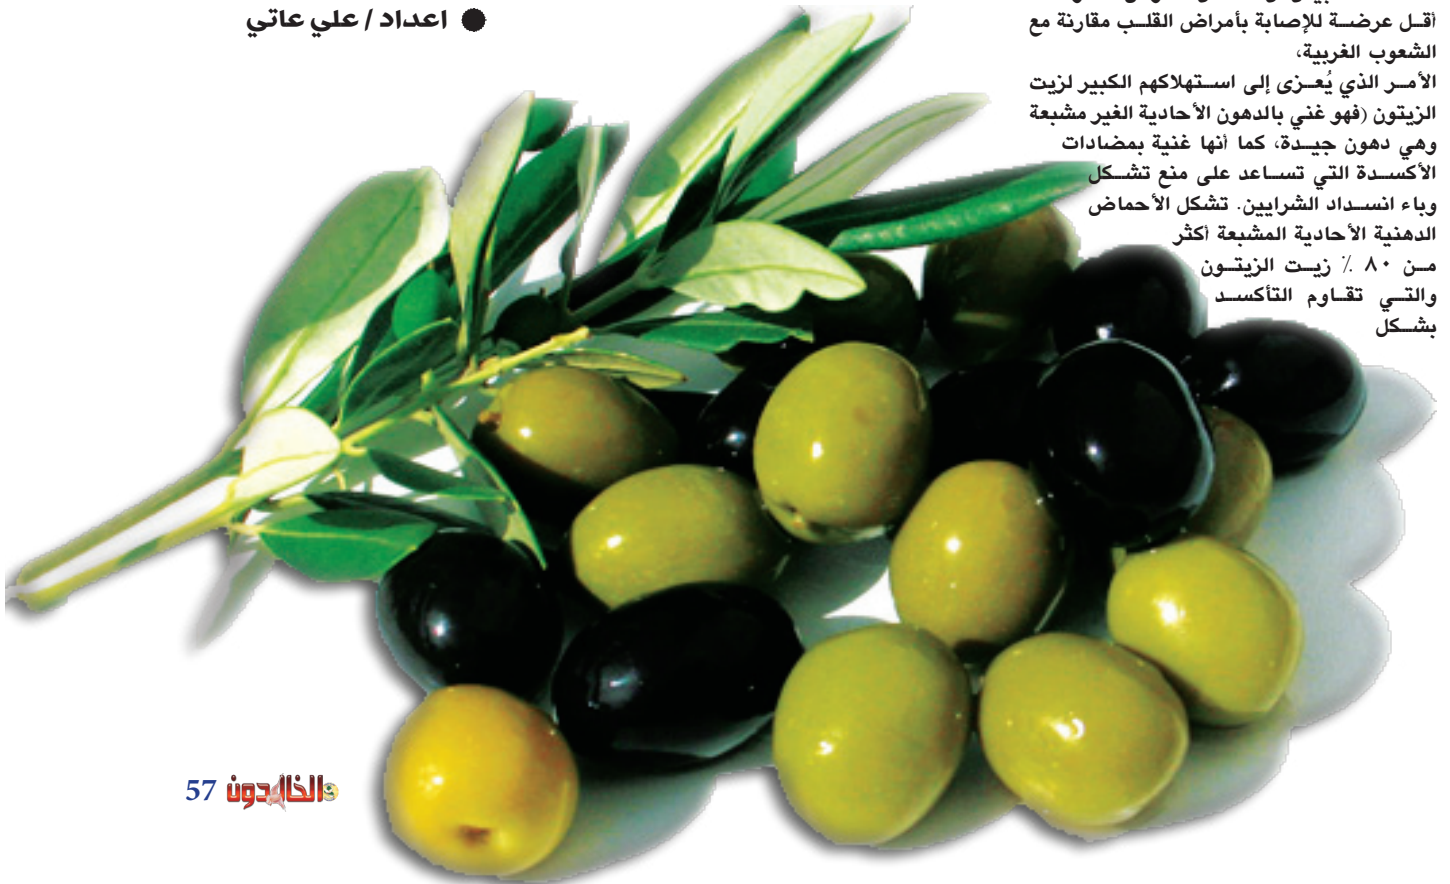 ● اعداد / علي عاتي
أقل عرضة للإصابة بأمراض القلب مقارنة مع
الشعوب الغربية،
الأمر الذي يُعزى إلى استهلاكهم الكبير لزيت
الزيتون (فهو غني بالدهون الأحادية الغير مشبعة
وهي دهون جيدة، كما أنها غنية بمضادات
الأكسدة التي تساعد على منع تشكل
وباء انسداد الشرايين. تشكل الأحماض
الدهنية الأحادية المشبعة أكثر
من ٨٠ ٪ زيت الزيتون
والتي تقاوم التأكسد
بشكل
والخالدون 57